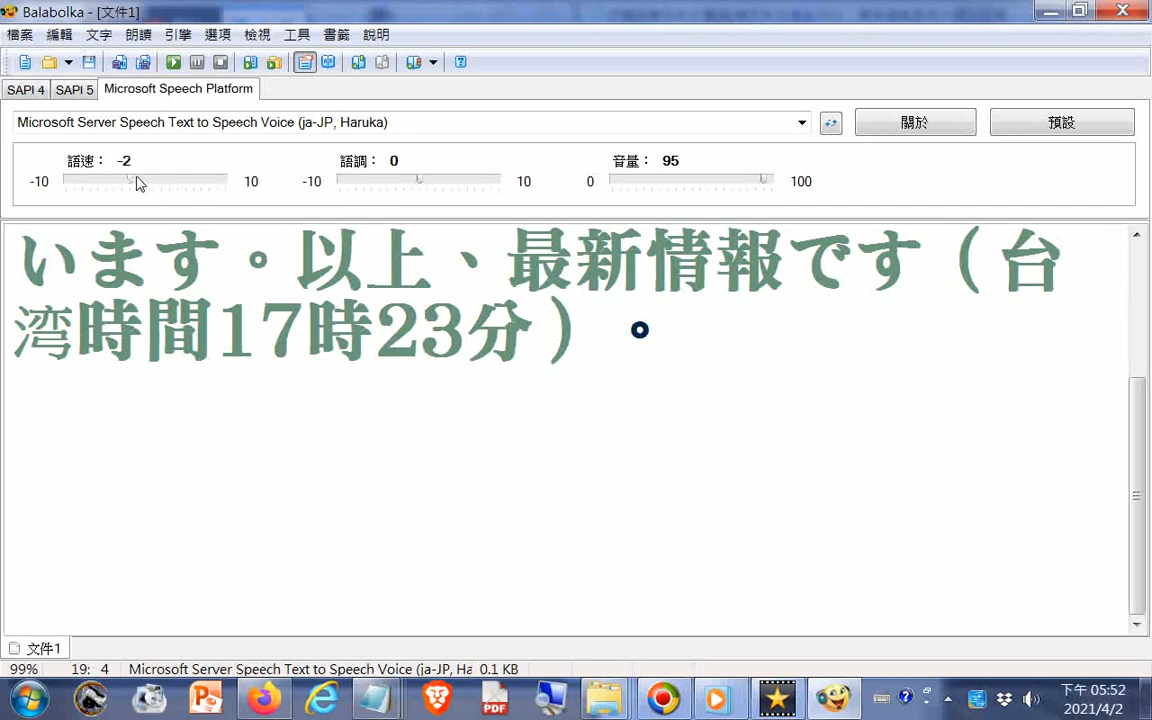 Balabolka - [文件1]
檔案 編輯 文字 朗讀 引擎 選項 檢視 工具 書籤 說明
SAPI 4 SAPI 5 Microsoft Speech Platform
Microsoft Server Speech Text to Speech Voice (ja-JP, Haruka) 關於 預設
語速： -2 語調： 0 音量： 95
-10 10 -10 10 0 100
います。以上、最新情報です（台
湾時間17時23分）。
文件1
99% 19: 4 Microsoft Server Speech Text to Speech Voice (ja-JP, Ha 0.1 KB
PDF
下午 05:52
2021/4/2